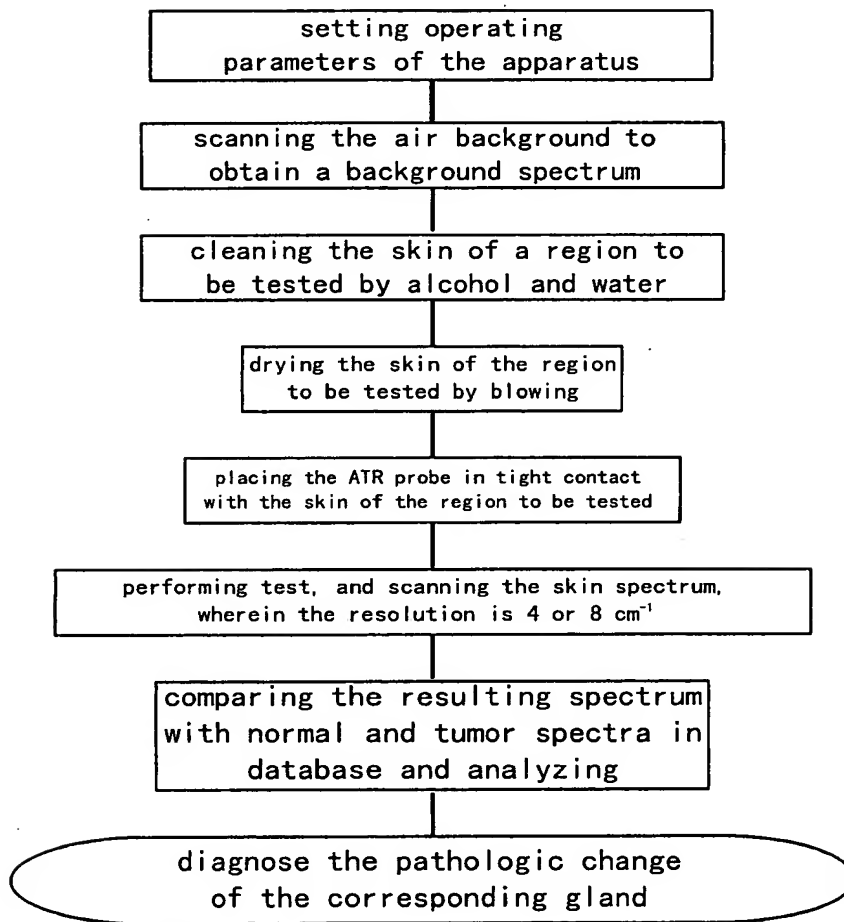 setting operating
parameters of the apparatus
scanning the air background to
obtain a background spectrum
cleaning the skin of a region to
be tested by alcohol and water
drying the skin of the region
to be tested by blowing
placing the ATR probe in tight contact
with the skin of the region to be tested
performing test, and scanning the skin spectrum,
wherein the resolution is 4 or 8 cm⁻¹
comparing the resulting spectrum
with normal and tumor spectra in
database and analyzing
diagnose the pathologic change
of the corresponding gland